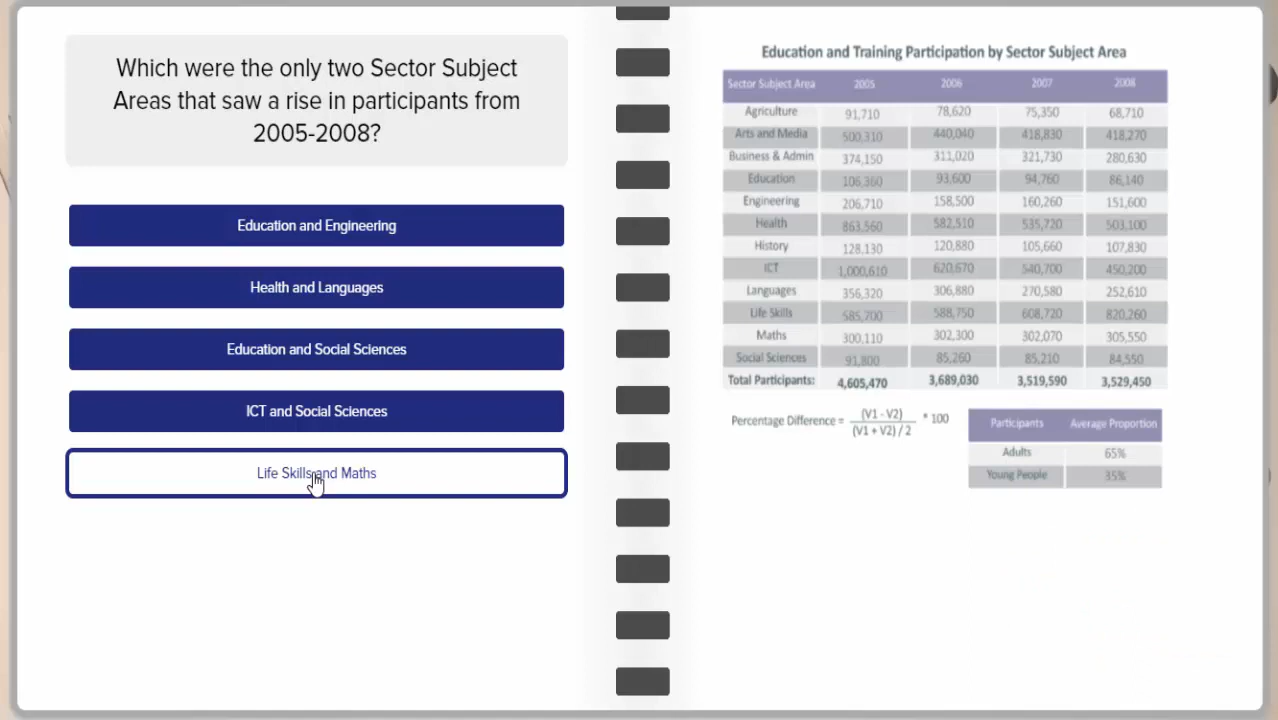 Which were the only two Sector Subject
Areas that saw a rise in participants from
2005-2008?
Education and Engineering
Health and Languages
Education and Social Sciences
ICT and Social Sciences
Life Skills and Maths
Education and Training Participation by Sector Subject Area
Sector Subject Area 2005 2006 2007 2008
Agriculture 91,710 78,620 75,350 68,710
Arts and Media 500,310 440,040 418,830 418,270
Business & Admin 374,150 311,020 321,730 280,630
Education 106,360 93,600 94,760 86,140
Engineering 206,710 158,500 160,260 151,600
Health 863,560 582,510 535,720 503,100
History 128,130 120,880 105,660 107,830
ICT 1,000,610 620,670 540,700 450,200
Languages 356,320 306,880 270,580 252,610
Life Skills 585,700 588,750 608,720 820,260
Maths 300,110 302,300 302,070 305,550
Social Sciences 91,800 85,260 85,210 84,550
Total Participants: 4,605,470 3,689,030 3,519,590 3,529,450
Percentage Difference = (V1 - V2) * 100
(V1 + V2) / 2
Participants Average Proportion
Adults 65%
Young People 35%